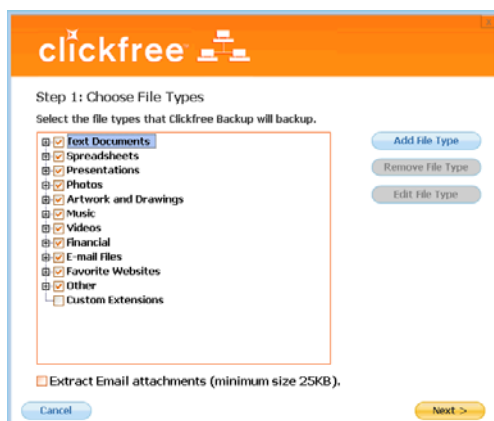 clickfree
Step 1: Choose File Types
Select the file types that Clickfree Backup will backup.
Text Documents
Spreadsheets
Presentations
Photos
Artwork and Drawings
Music
Videos
Financial
E-mail Files
Favorite Websites
Other
Custom Extensions
Add File Type
Remove File Type
Edit File Type
Extract Email attachments (minimum size 25KB).
Cancel
Next >